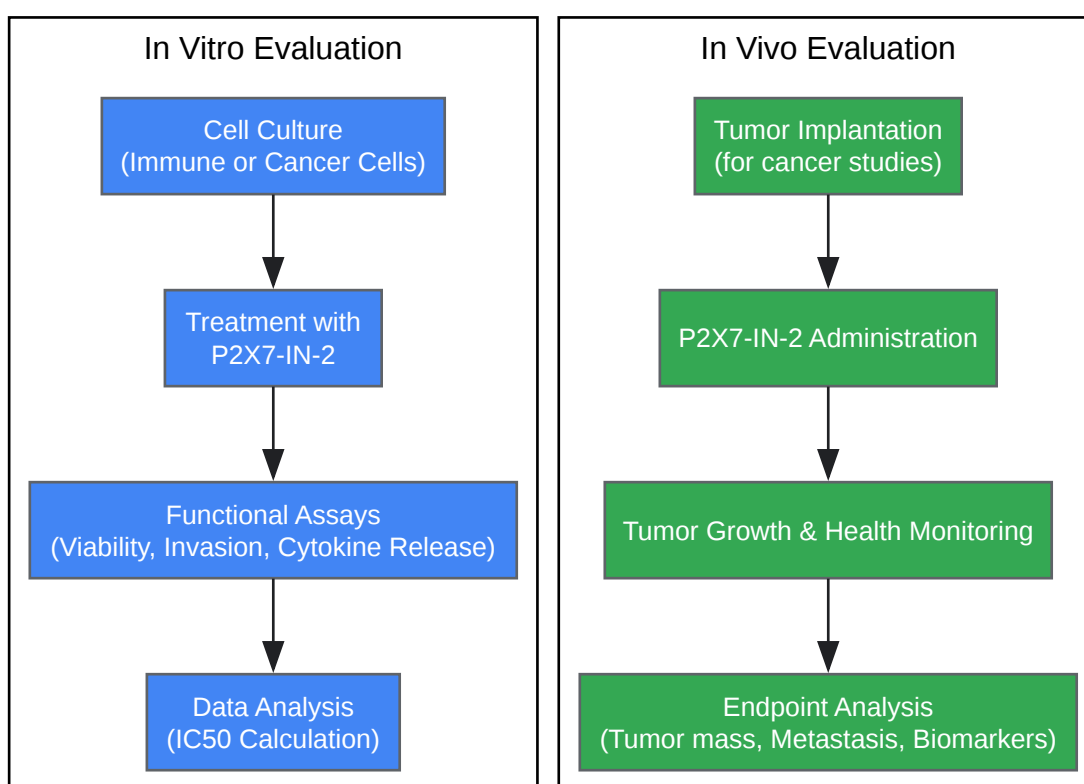 In Vitro Evaluation
Cell Culture
(Immune or Cancer Cells)
Treatment with
P2X7-IN-2
Functional Assays
(Viability, Invasion, Cytokine Release)
Data Analysis
(IC50 Calculation)
In Vivo Evaluation
Tumor Implantation
(for cancer studies)
P2X7-IN-2 Administration
Tumor Growth & Health Monitoring
Endpoint Analysis
(Tumor mass, Metastasis, Biomarkers)